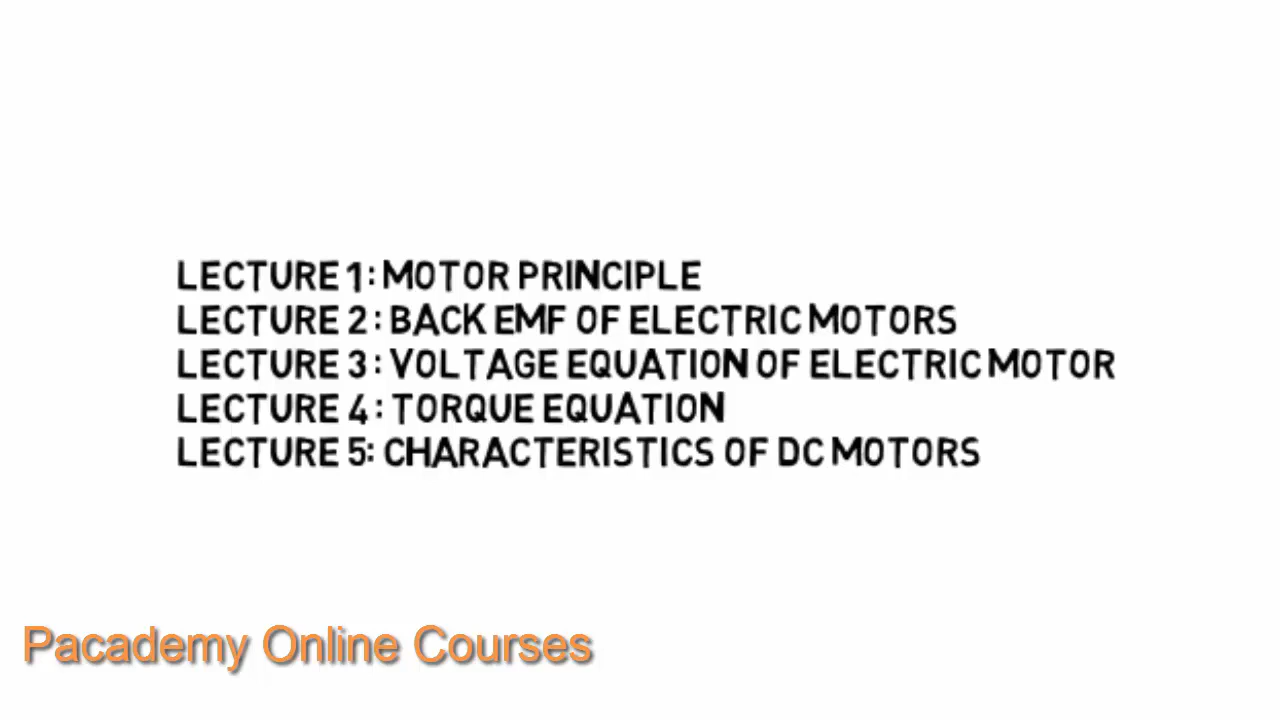 LECTURE 1: MOTOR PRINCIPLE
LECTURE 2: BACK EMF OF ELECTRIC MOTORS
LECTURE 3: VOLTAGE EQUATION OF ELECTRIC MOTOR
LECTURE 4: TORQUE EQUATION
LECTURE 5: CHARACTERISTICS OF DC MOTORS
Pacademy Online Courses